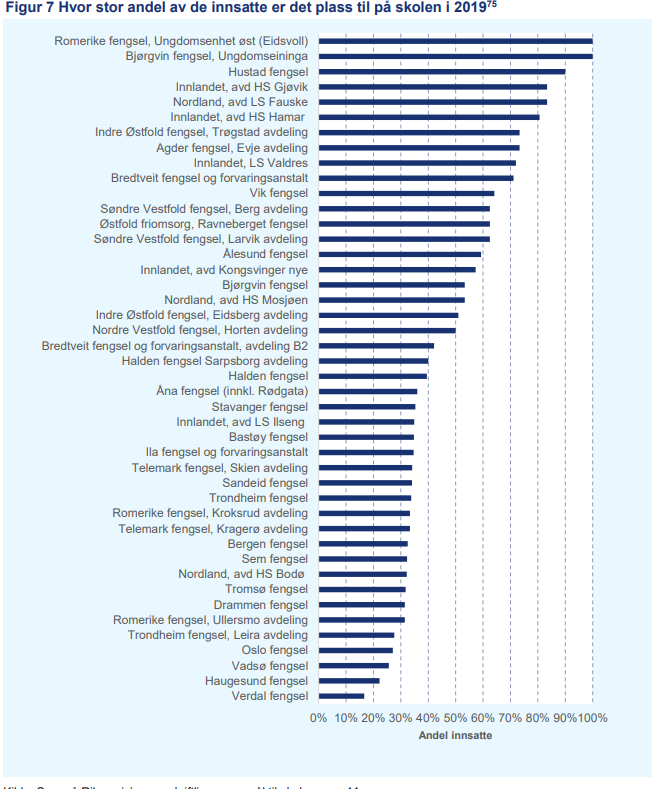 Figur 7 Hvor stor andel av de innsatte er det plass til på skolen i 2019⁷⁵
Romerike fengsel, Ungdomsenhet øst (Eidsvoll)
Bjørgvin fengsel, Ungdomseininga
Hustad fengsel
Innlandet, avd HS Gjøvik
Nordland, avd LS Fauske
Innlandet, avd HS Hamar
Indre Østfold fengsel, Trøgstad avdeling
Agder fengsel, Evje avdeling
Innlandet, LS Valdres
Bredtveit fengsel og forvaringsanstalt
Vik fengsel
Søndre Vestfold fengsel, Berg avdeling
Østfold friomsorg, Ravneberget fengsel
Søndre Vestfold fengsel, Larvik avdeling
Ålesund fengsel
Innlandet, avd Kongsvinger nye
Bjørgvin fengsel
Nordland, avd HS Mosjøen
Indre Østfold fengsel, Eidsberg avdeling
Nordre Vestfold fengsel, Horten avdeling
Bredtveit fengsel og forvaringsanstalt, avdeling B2
Halden fengsel Sarpsborg avdeling
Halden fengsel
Åna fengsel (innkl. Rødgata)
Stavanger fengsel
Innlandet, avd LS Ilseng
Bastøy fengsel
Ila fengsel og forvaringsanstalt
Telemark fengsel, Skien avdeling
Sandeid fengsel
Trondheim fengsel
Romerike fengsel, Kroksrud avdeling
Telemark fengsel, Kragerø avdeling
Bergen fengsel
Sem fengsel
Nordland, avd HS Bodø
Tromsø fengsel
Drammen fengsel
Romerike fengsel, Ullersmo avdeling
Trondheim fengsel, Leira avdeling
Oslo fengsel
Vadsø fengsel
Haugesund fengsel
Verdal fengsel
0% 10% 20% 30% 40% 50% 60% 70% 80% 90% 100%
Andel innsatte